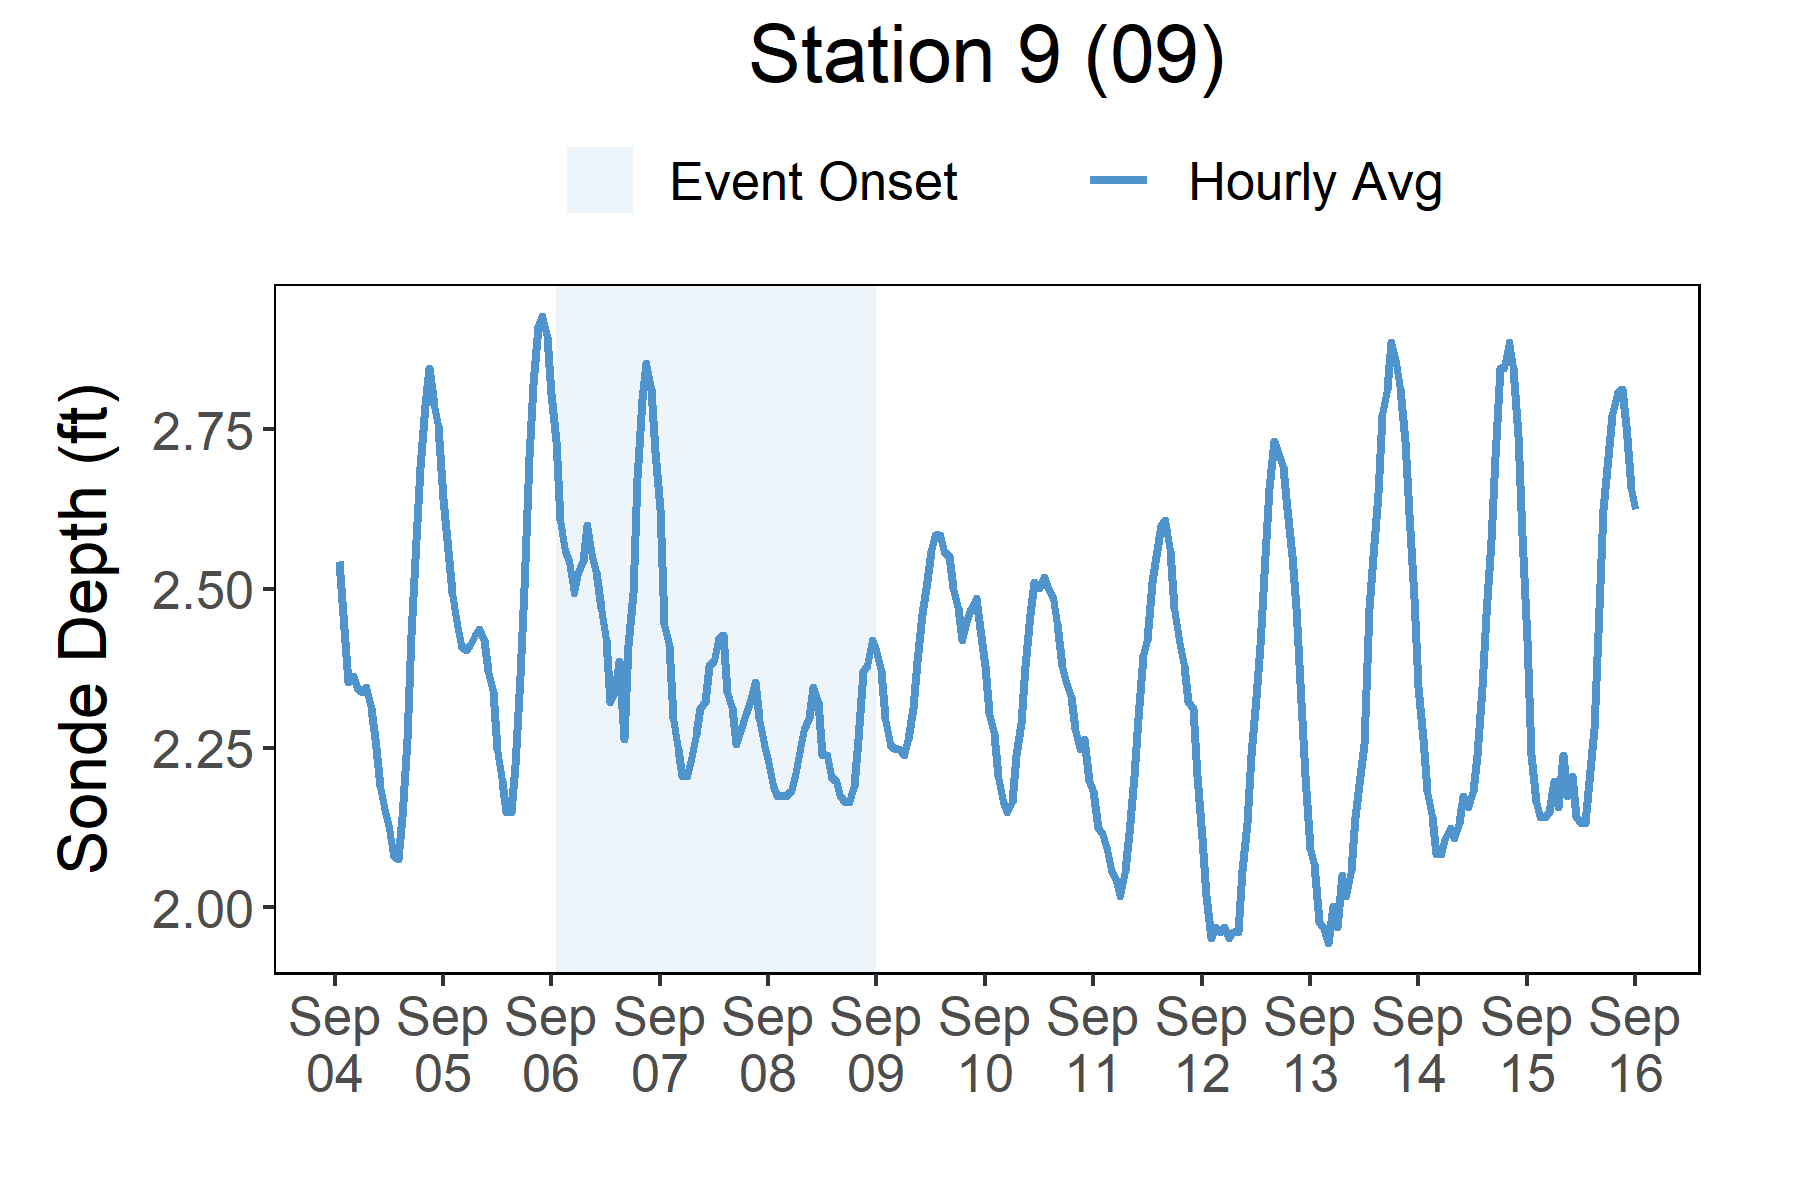 Station 9 (09)
Event Onset
Hourly Avg
Sonde Depth (ft)
2.75
2.50
2.25
2.00
Sep Sep Sep Sep Sep Sep Sep Sep Sep Sep Sep Sep Sep
04 05 06 07 08 09 10 11 12 13 14 15 16